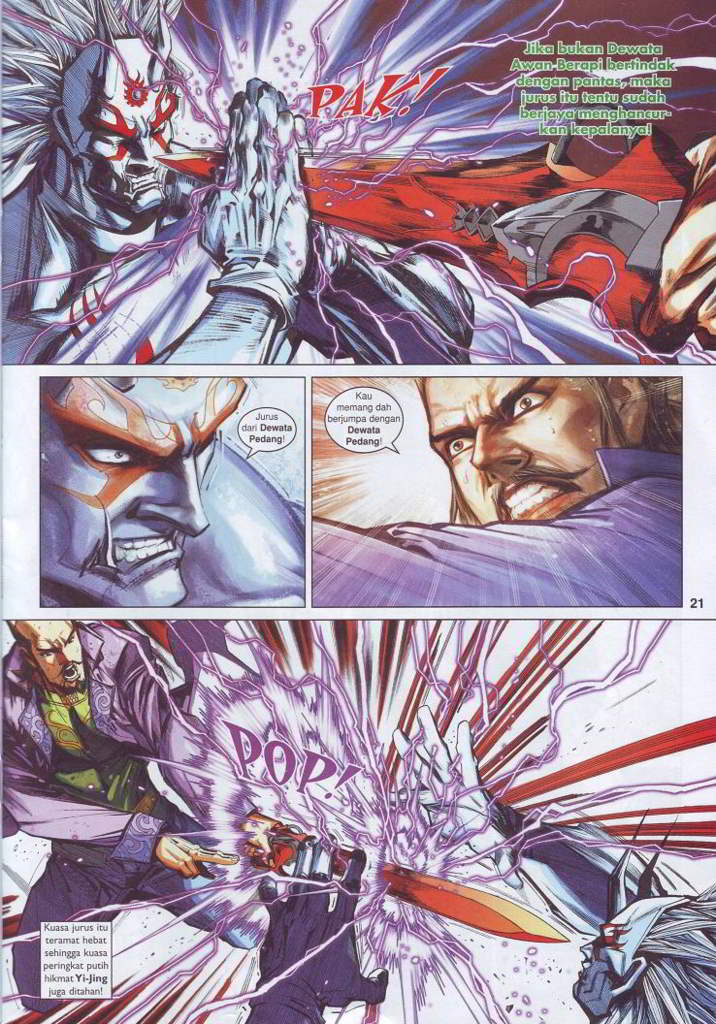 PAK!
Jika bukan Dewata
Awan-Berapi bertindak
dengan pantas, maka
jurus itu tentu sudah
berjaya menghancur-
kan kepalanya!
Jurus
dari Dewata
Pedang!
Kau
memang dah
berjumpa dengan
Dewata
Pedang!
21
POP!
Kuasa jurus itu
teramat hebat
sehingga kuasa
peringkat putih
hikmat Yi-Jing
juga ditahan!